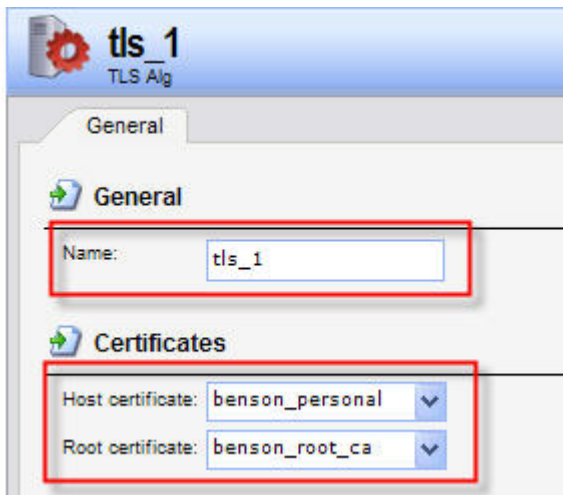 tls_1
TLS Alg
General
General
Name: tls_1
Certificates
Host certificate: benson_personal
Root certificate: benson_root_ca